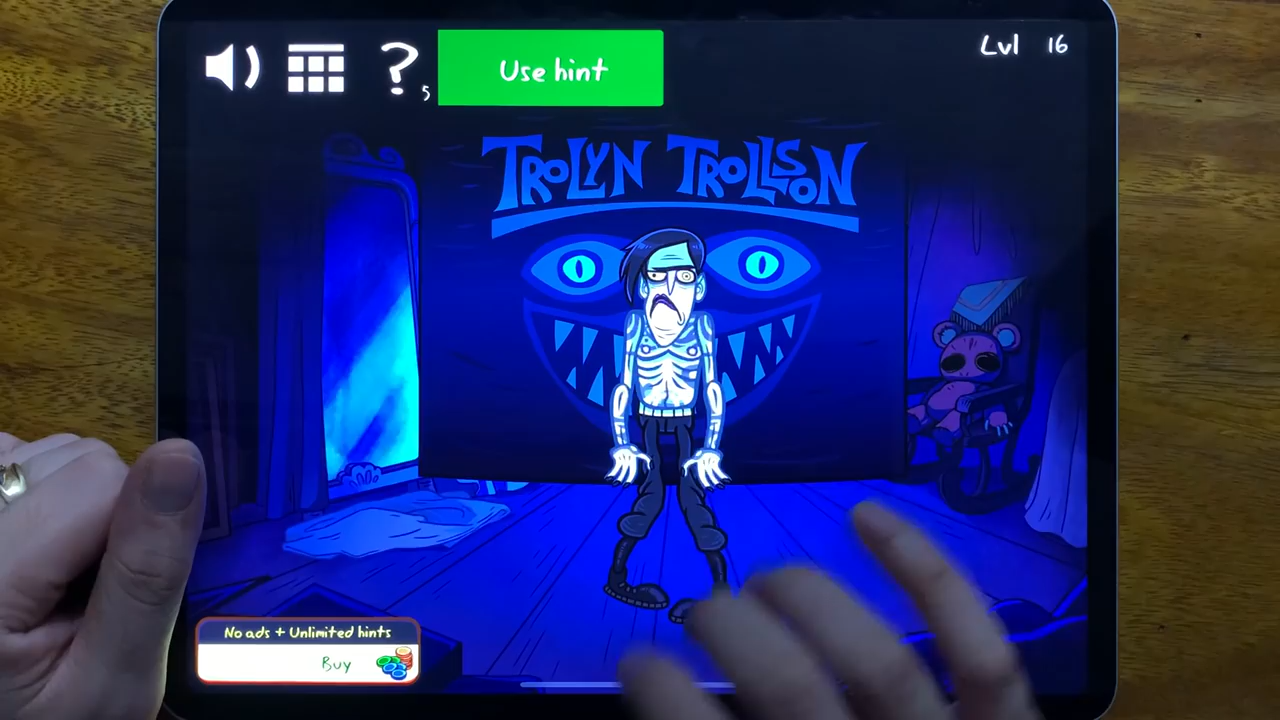 Lvl 16
?
5
Use hint
TROLYN TROLLSON
No ads + Unlimited hints
Buy